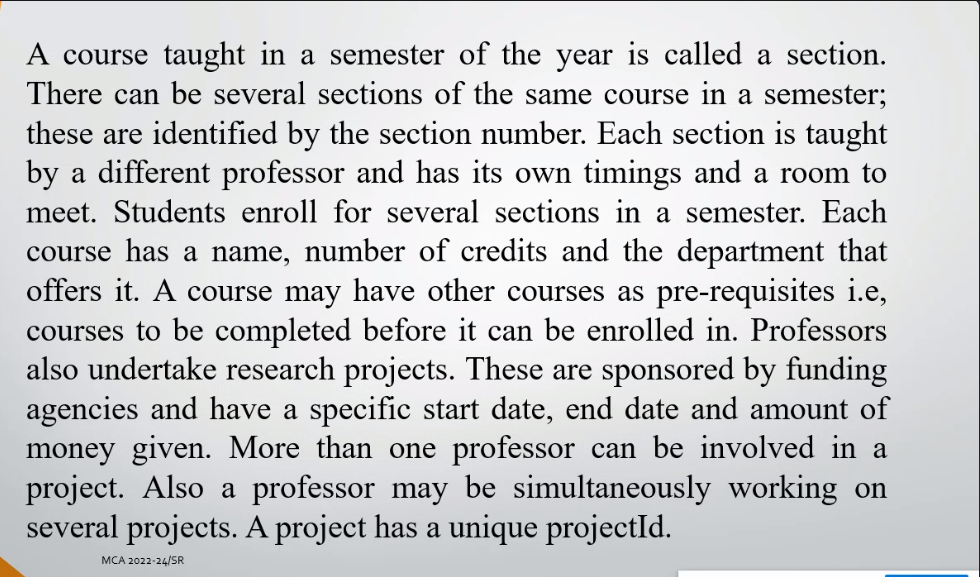 A course taught in a semester of the year is called a section.
There can be several sections of the same course in a semester;
these are identified by the section number. Each section is taught
by a different professor and has its own timings and a room to
meet. Students enroll for several sections in a semester. Each
course has a name, number of credits and the department that
offers it. A course may have other courses as pre-requisites i.e,
courses to be completed before it can be enrolled in. Professors
also undertake research projects. These are sponsored by funding
agencies and have a specific start date, end date and amount of
money given. More than one professor can be involved in a
project. Also a professor may be simultaneously working on
several projects. A project has a unique projectId.
MCA 2022-24/SR